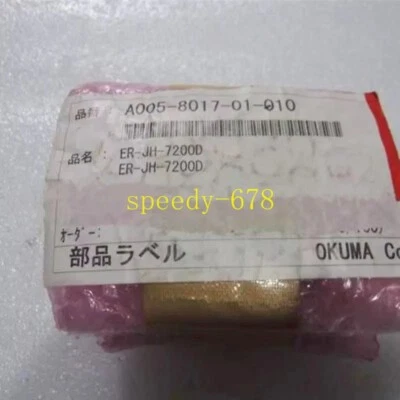 品番: A005-8017-01-010
品名: ER-JH-7200D
ER-JH-7200D
speedy-678
オーダー:
部品ラベル OKUMA Co